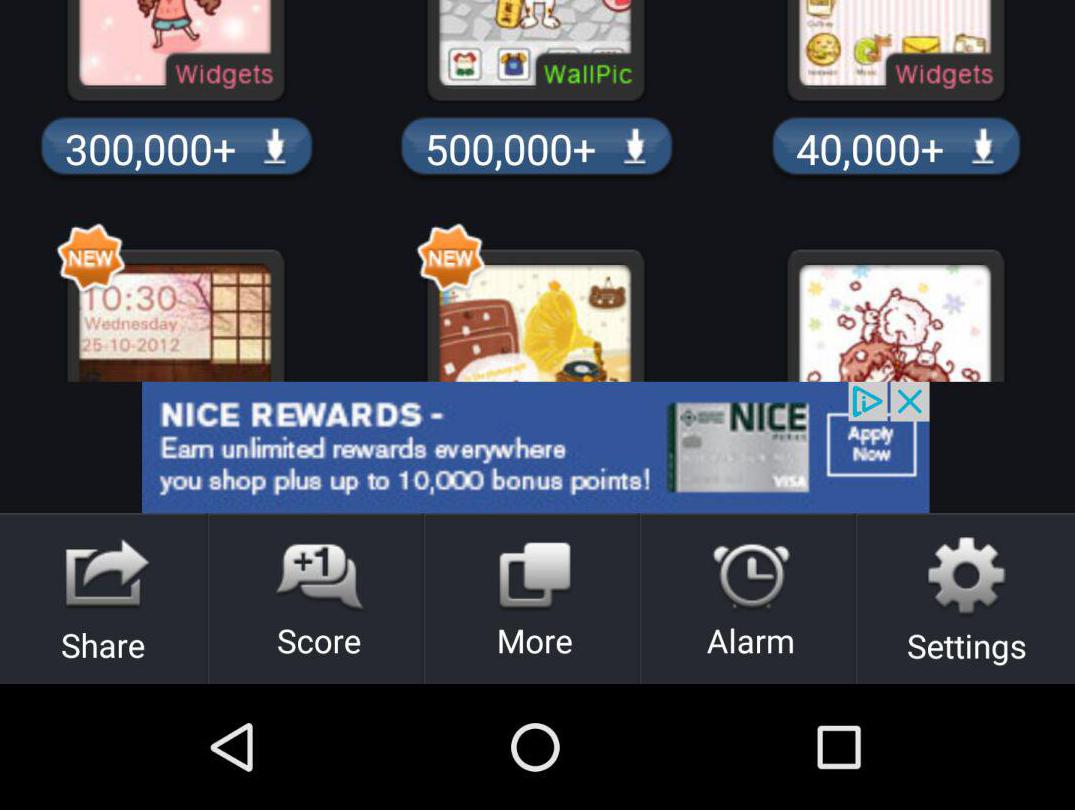 Widgets
WallPic
Widgets
300,000+
500,000+
40,000+
NEW
NEW
10:30
Wednesday
25-10-2012
NICE REWARDS -
Earn unlimited rewards everywhere
you shop plus up to 10,000 bonus points!
NICE
VISA
Apply
Now
Share
+1
Score
More
Alarm
Settings